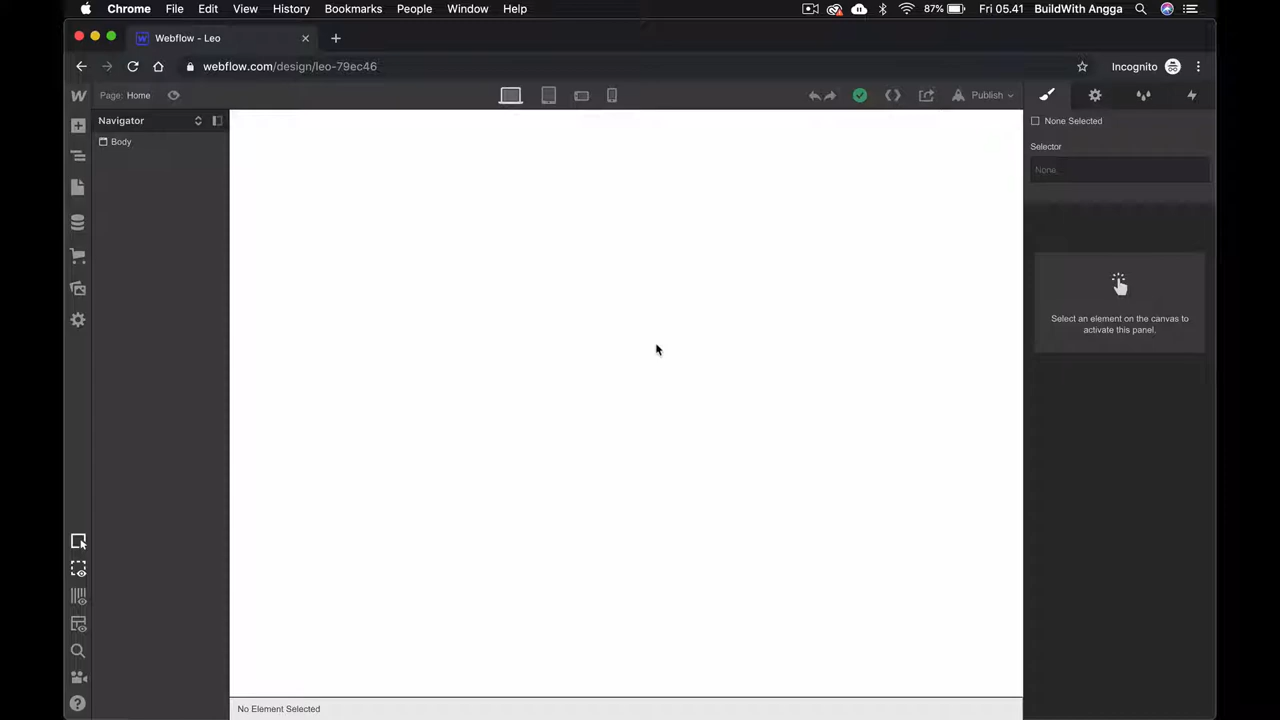 Chrome File Edit View History Bookmarks People Window Help 87% Fri 05.41 BuildWith Angga
Webflow - Leo
webflow.com/design/leo-79ec46 Incognito
Page: Home Publish
Navigator
Body
None Selected
Selector
None.
Select an element on the canvas to
activate this panel.
No Element Selected